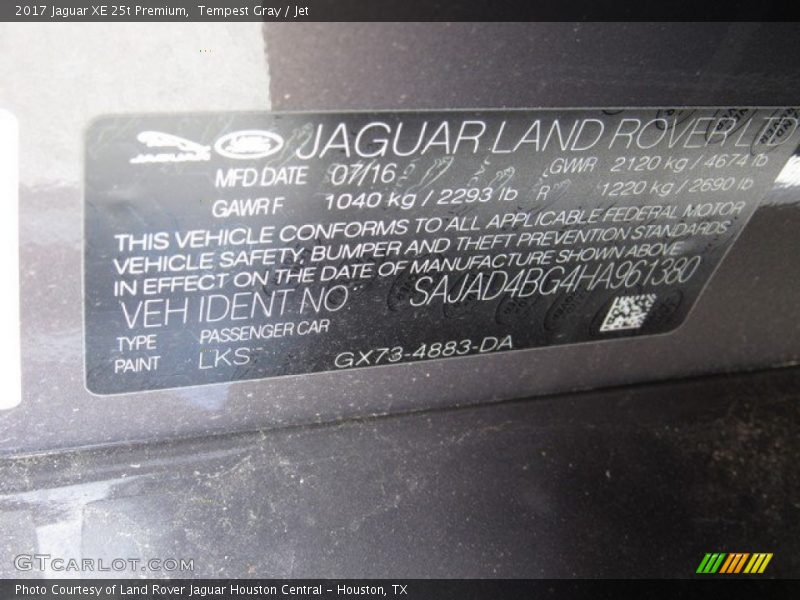 2017 Jaguar XE 25t Premium,  Tempest Gray / Jet
JAGUAR LAND ROVER LTD
JAGUAR
MFD DATE 07/16 GVWR 2120 kg / 4674 lb
GAWR F 1040 kg / 2293 lb R 1220 kg / 2690 lb
THIS VEHICLE CONFORMS TO ALL APPLICABLE FEDERAL MOTOR
VEHICLE SAFETY, BUMPER AND THEFT PREVENTION STANDARDS
IN EFFECT ON THE DATE OF MANUFACTURE SHOWN ABOVE
VEH IDENT NO SAJAD4BG4HA961380
TYPE PASSENGER CAR
PAINT LKS GX73-4883-DA
GTCarlot.com
Photo Courtesy of Land Rover Jaguar Houston Central - Houston, TX